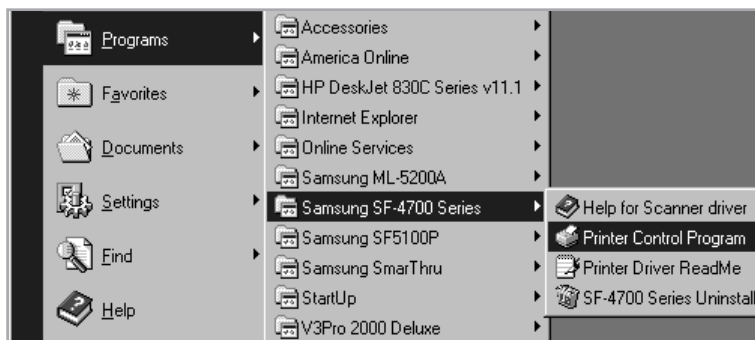 Programs
Favorites
Documents
Settings
Find
Help
Accessories
America Online
HP DeskJet 830C Series v11.1
Internet Explorer
Online Services
Samsung ML-5200A
Samsung SF-4700 Series
Samsung SF5100P
Samsung SmarThru
StartUp
V3Pro 2000 Deluxe
Help for Scanner driver
Printer Control Program
Printer Driver ReadMe
SF-4700 Series Uninstall